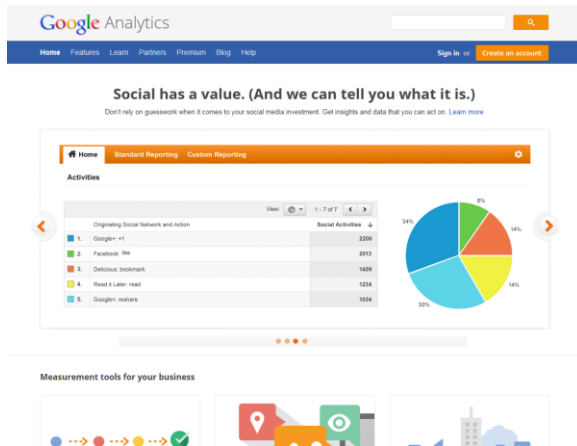 Google Analytics
Home Features Learn Partners Premium Blog Help Sign in or Create an account
Social has a value. (And we can tell you what it is.)
Don't rely on guesswork when it comes to your social media investment. Get insights and data that you can act on. Learn more
Home Standard Reporting Custom Reporting
Activities
View: 1 - 7 of 7
Originating Social Network and Action Social Activities
1. Google+: +1 2200
2. Facebook: like 2013
3. Delicious: bookmark 1459
4. Read it Later: read 1234
5. Google+: reshare 1034
6%
34%
14%
14%
30%
Measurement tools for your business